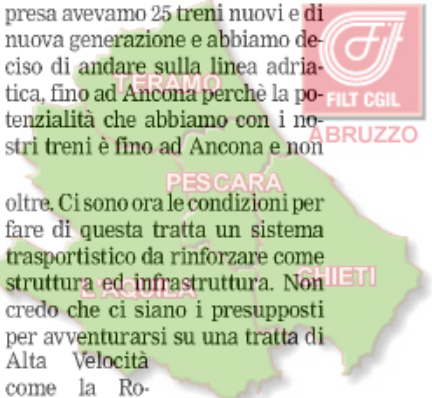 presa avevamo 25 treni nuovi e di
nuova generazione e abbiamo de-
ciso di andare sulla linea adria-
tica, fino ad Ancona perchè la po-
tenzialità che abbiamo con i no-
stri treni è fino ad Ancona e non
oltre. Ci sono ora le condizioni per
fare di questa tratta un sistema
trasportistico da rinforzare come
struttura ed infrastruttura. Non
credo che ci siano i presupposti
per avventurarsi su una tratta di
Alta Velocità
come la Ro-
FILT CGIL
ABRUZZO
TERAMO
PESCARA
L'AQUILA
CHIETI